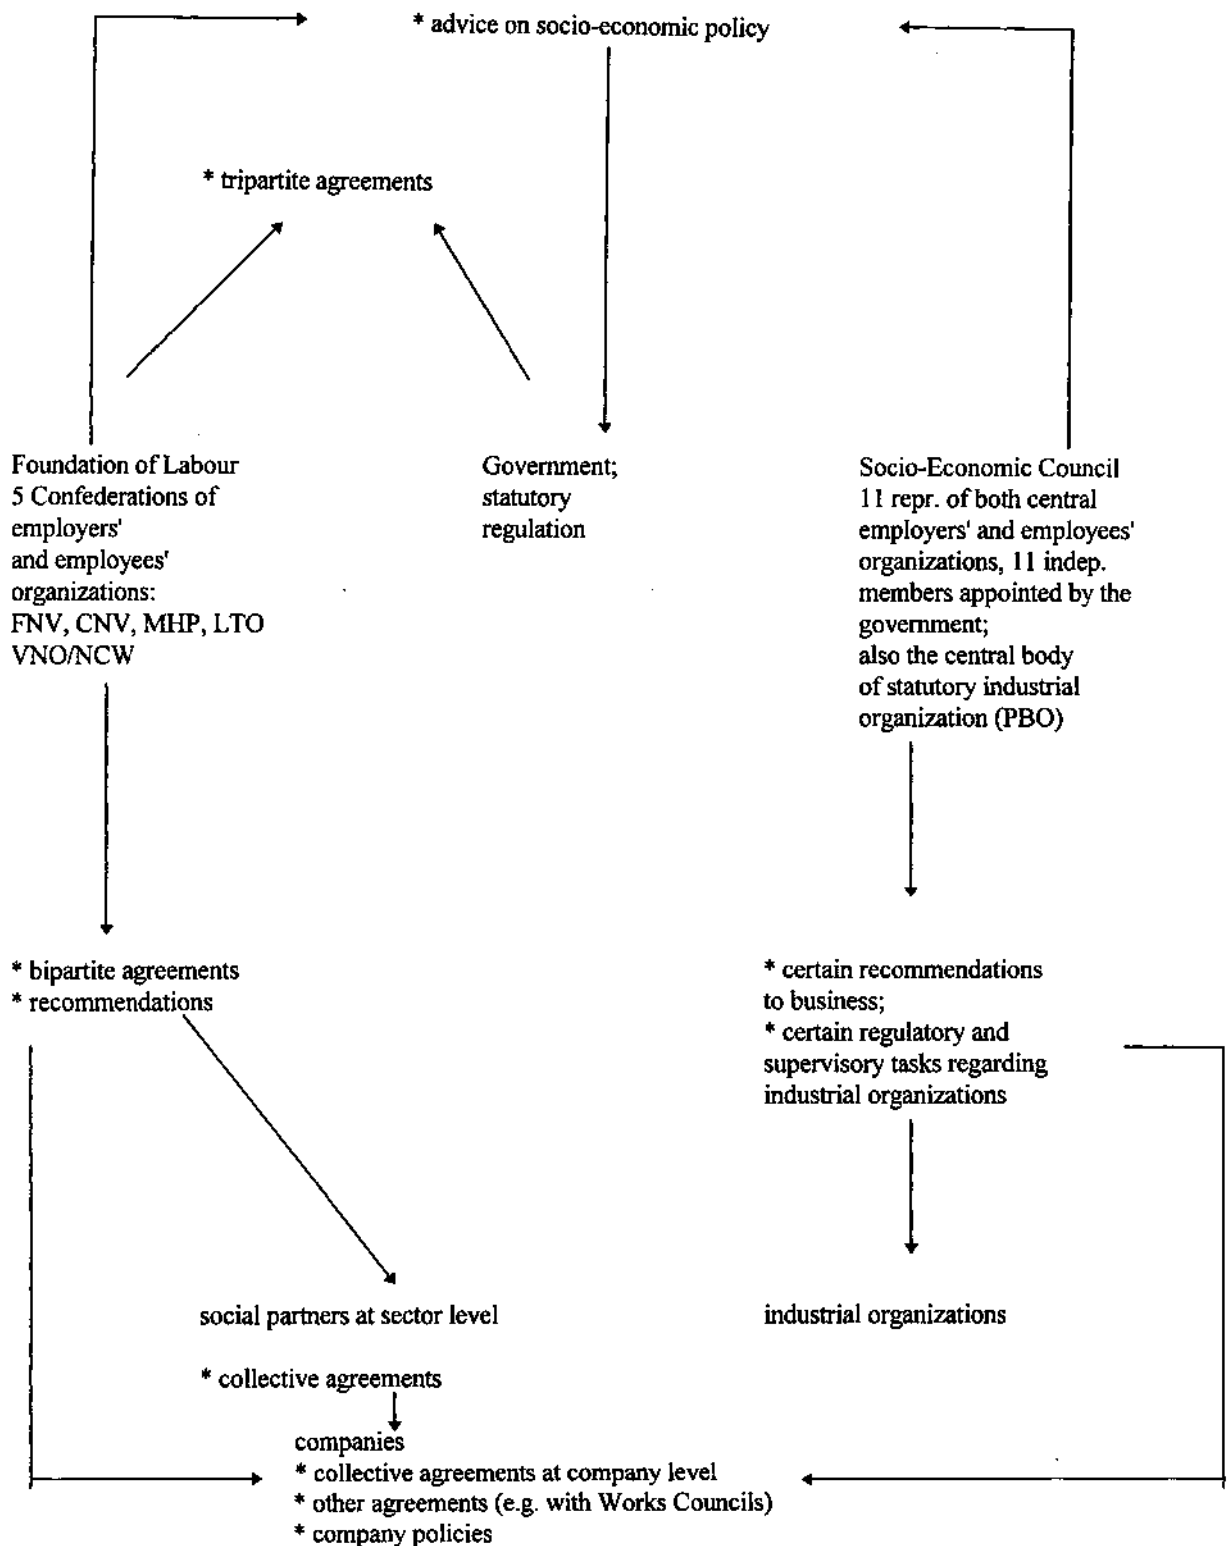 * advice on socio-economic policy
* tripartite agreements
Foundation of Labour
5 Confederations of
employers'
and employees'
organizations:
FNV, CNV, MHP, LTO
VNO/NCW
Government;
statutory
regulation
Socio-Economic Council
11 repr. of both central
employers' and employees'
organizations, 11 indep.
members appointed by the
government;
also the central body
of statutory industrial
organization (PBO)
* bipartite agreements
* recommendations
* certain recommendations
to business;
* certain regulatory and
supervisory tasks regarding
industrial organizations
social partners at sector level
industrial organizations
* collective agreements
companies
* collective agreements at company level
* other agreements (e.g. with Works Councils)
* company policies